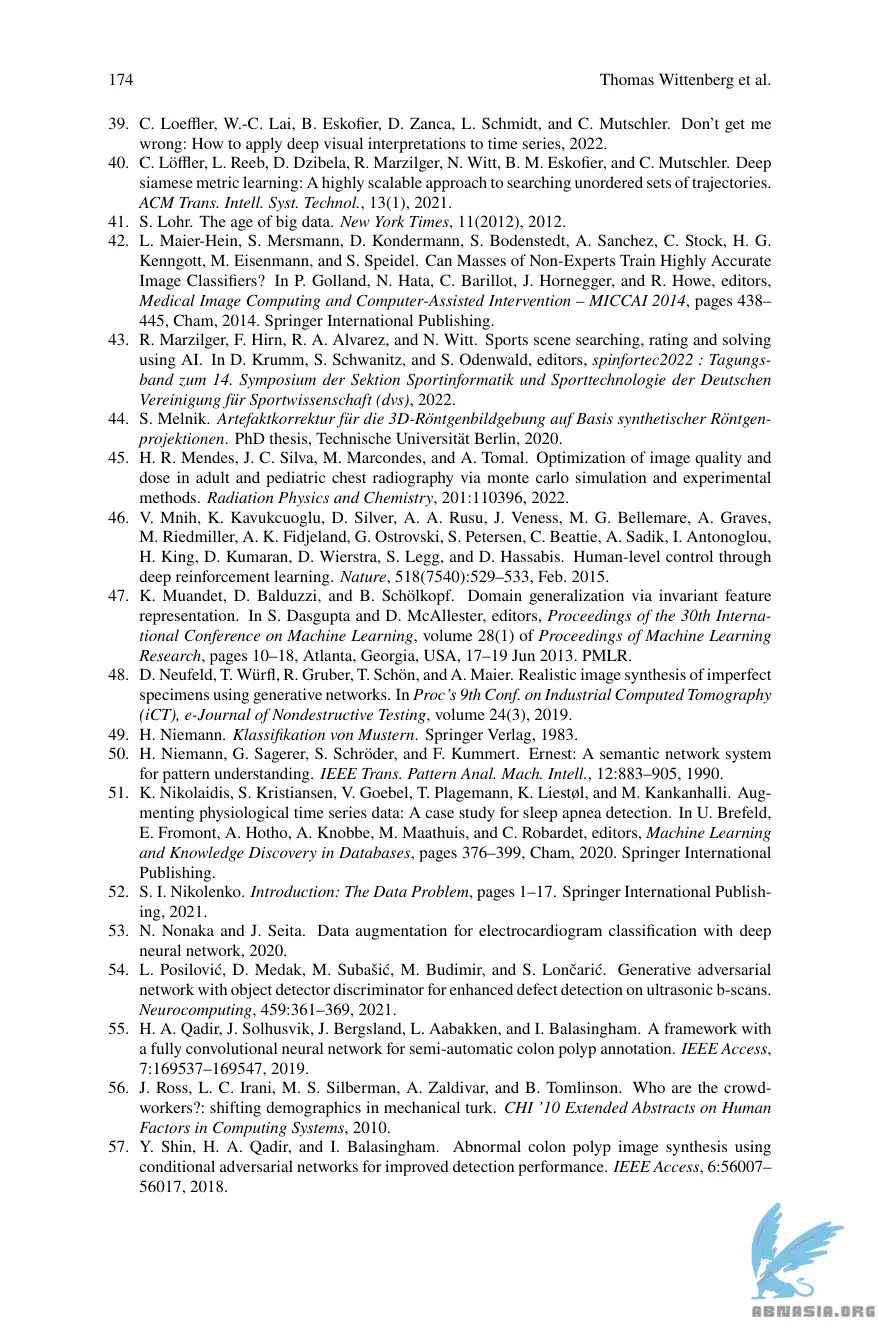 174 Thomas Wittenberg et al.
39. C. Loeffler, W.-C. Lai, B. Eskofier, D. Zanca, L. Schmidt, and C. Mutschler. Don't get me
wrong: How to apply deep visual interpretations to time series, 2022.
40. C. Löffler, L. Reeb, D. Dzibela, R. Marzilger, N. Witt, B. M. Eskofier, and C. Mutschler. Deep
siamese metric learning: A highly scalable approach to searching unordered sets of trajectories.
ACM Trans. Intell. Syst. Technol., 13(1), 2021.
41. S. Lohr. The age of big data. New York Times, 11(2012), 2012.
42. L. Maier-Hein, S. Mersmann, D. Kondermann, S. Bodenstedt, A. Sanchez, C. Stock, H. G.
Kenngott, M. Eisenmann, and S. Speidel. Can Masses of Non-Experts Train Highly Accurate
Image Classifiers? In P. Golland, N. Hata, C. Barillot, J. Hornegger, and R. Howe, editors,
Medical Image Computing and Computer-Assisted Intervention – MICCAI 2014, pages 438–
445, Cham, 2014. Springer International Publishing.
43. R. Marzilger, F. Hirn, R. A. Alvarez, and N. Witt. Sports scene searching, rating and solving
using AI. In D. Krumm, S. Schwanitz, and S. Odenwald, editors, spinfortec2022 : Tagungs-
band zum 14. Symposium der Sektion Sportinformatik und Sporttechnologie der Deutschen
Vereinigung für Sportwissenschaft (dvs), 2022.
44. S. Melnik. Artefaktkorrektur für die 3D-Röntgenbildgebung auf Basis synthetischer Röntgen-
projektionen. PhD thesis, Technische Universität Berlin, 2020.
45. H. R. Mendes, J. C. Silva, M. Marcondes, and A. Tomal. Optimization of image quality and
dose in adult and pediatric chest radiography via monte carlo simulation and experimental
methods. Radiation Physics and Chemistry, 201:110396, 2022.
46. V. Mnih, K. Kavukcuoglu, D. Silver, A. A. Rusu, J. Veness, M. G. Bellemare, A. Graves,
M. Riedmiller, A. K. Fidjeland, G. Ostrovski, S. Petersen, C. Beattie, A. Sadik, I. Antonoglou,
H. King, D. Kumaran, D. Wierstra, S. Legg, and D. Hassabis. Human-level control through
deep reinforcement learning. Nature, 518(7540):529–533, Feb. 2015.
47. K. Muandet, D. Balduzzi, and B. Schölkopf. Domain generalization via invariant feature
representation. In S. Dasgupta and D. McAllester, editors, Proceedings of the 30th Interna-
tional Conference on Machine Learning, volume 28(1) of Proceedings of Machine Learning
Research, pages 10–18, Atlanta, Georgia, USA, 17–19 Jun 2013. PMLR.
48. D. Neufeld, T. Würfl, R. Gruber, T. Schön, and A. Maier. Realistic image synthesis of imperfect
specimens using generative networks. In Proc's 9th Conf. on Industrial Computed Tomography
(iCT), e-Journal of Nondestructive Testing, volume 24(3), 2019.
49. H. Niemann. Klassifikation von Mustern. Springer Verlag, 1983.
50. H. Niemann, G. Sagerer, S. Schröder, and F. Kummert. Ernest: A semantic network system
for pattern understanding. IEEE Trans. Pattern Anal. Mach. Intell., 12:883–905, 1990.
51. K. Nikolaidis, S. Kristiansen, V. Goebel, T. Plagemann, K. Liestøl, and M. Kankanhalli. Aug-
menting physiological time series data: A case study for sleep apnea detection. In U. Brefeld,
E. Fromont, A. Hotho, A. Knobbe, M. Maathuis, and C. Robardet, editors, Machine Learning
and Knowledge Discovery in Databases, pages 376–399, Cham, 2020. Springer International
Publishing.
52. S. I. Nikolenko. Introduction: The Data Problem, pages 1–17. Springer International Publish-
ing, 2021.
53. N. Nonaka and J. Seita. Data augmentation for electrocardiogram classification with deep
neural network, 2020.
54. L. Posilović, D. Medak, M. Subašić, M. Budimir, and S. Lončarić. Generative adversarial
network with object detector discriminator for enhanced defect detection on ultrasonic b-scans.
Neurocomputing, 459:361–369, 2021.
55. H. A. Qadir, J. Solhusvik, J. Bergsland, L. Aabakken, and I. Balasingham. A framework with
a fully convolutional neural network for semi-automatic colon polyp annotation. IEEE Access,
7:169537–169547, 2019.
56. J. Ross, L. C. Irani, M. S. Silberman, A. Zaldivar, and B. Tomlinson. Who are the crowd-
workers?: shifting demographics in mechanical turk. CHI '10 Extended Abstracts on Human
Factors in Computing Systems, 2010.
57. Y. Shin, H. A. Qadir, and I. Balasingham. Abnormal colon polyp image synthesis using
conditional adversarial networks for improved detection performance. IEEE Access, 6:56007–
56017, 2018.
ABNASIA.ORG